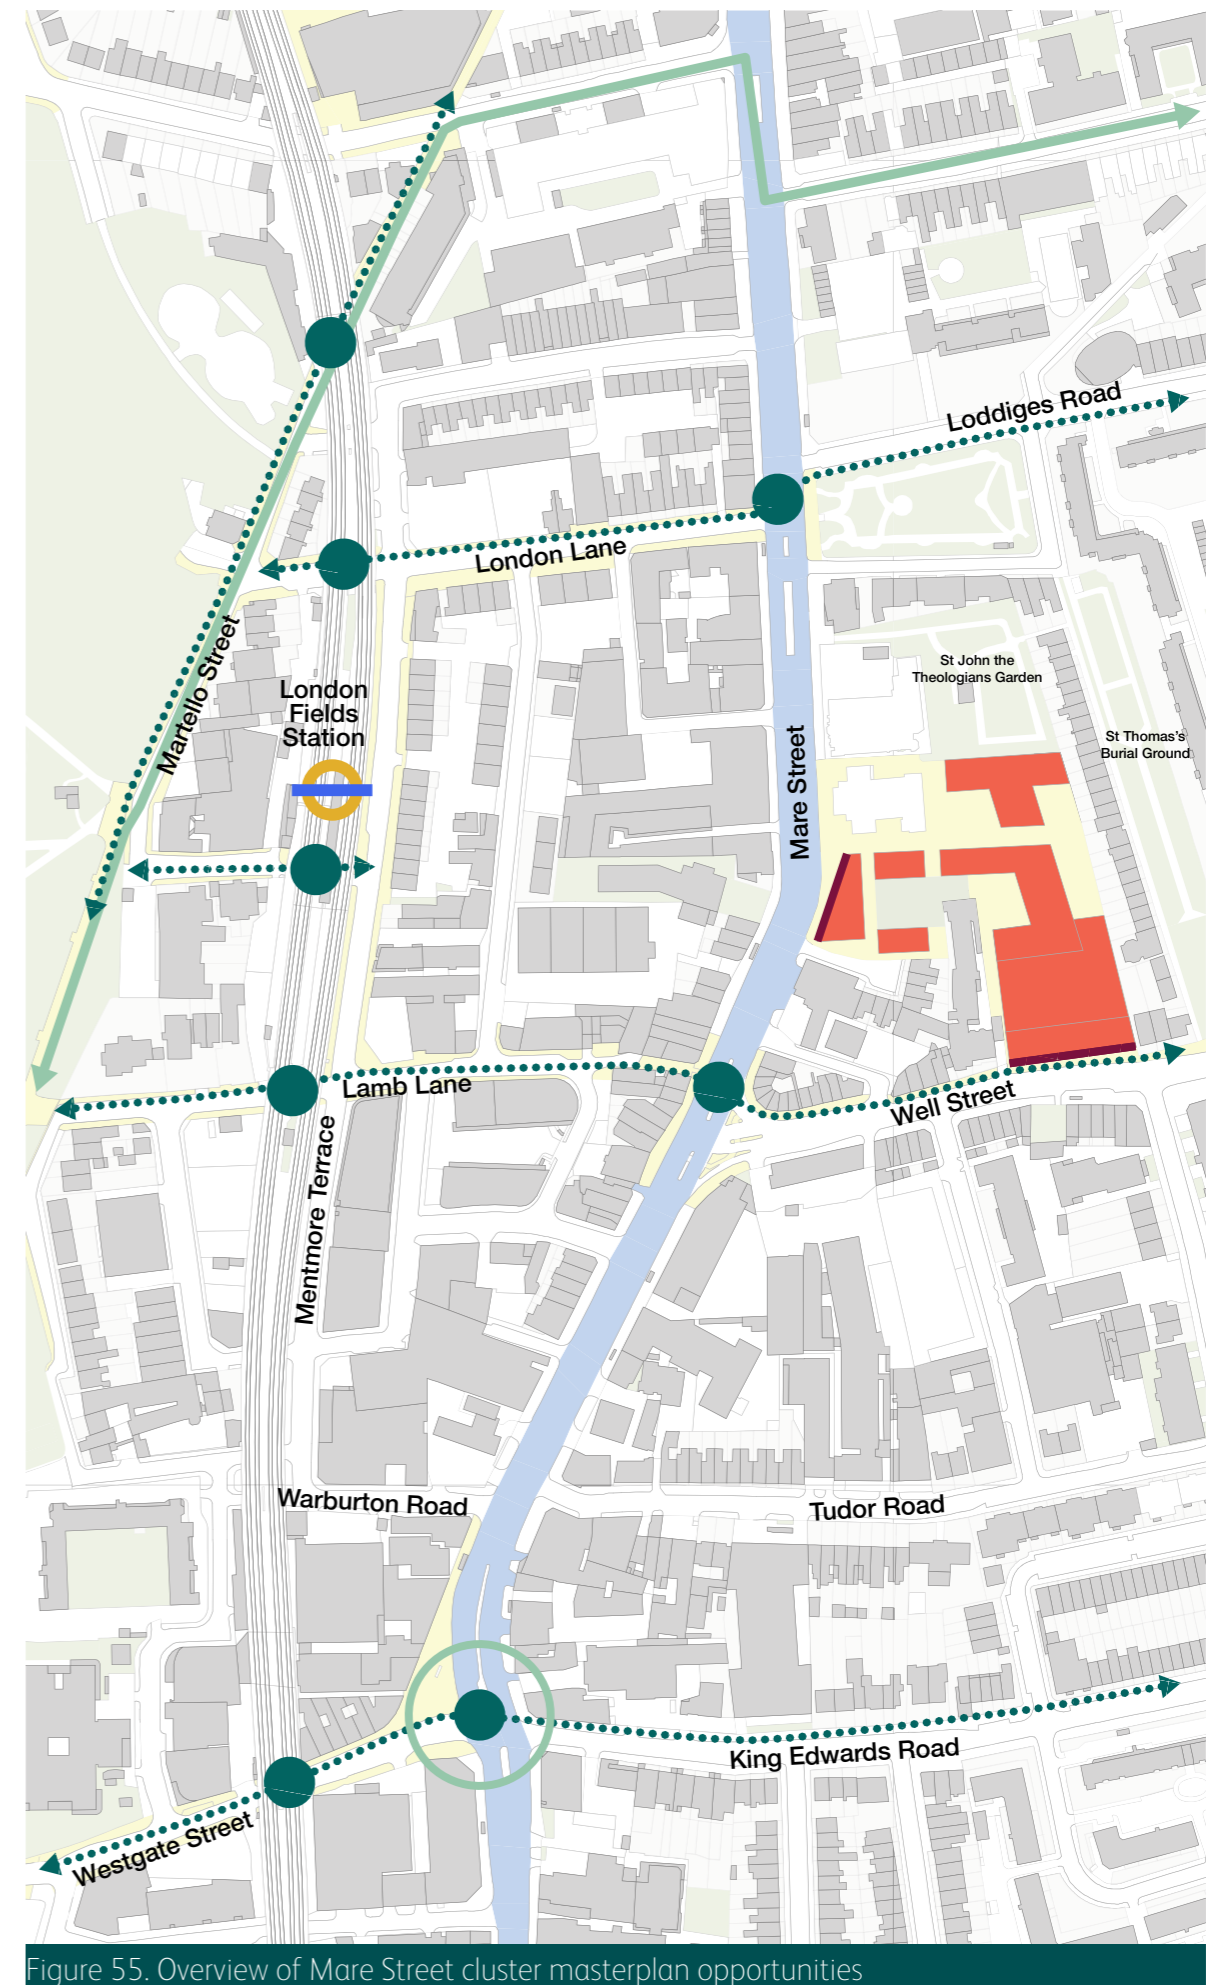 Loddiges Road
London Lane
Martello Street
St John the
Theologians Garden
London
Fields
Station
St Thomas's
Burial Ground
Mare Street
Lamb Lane
Well Street
Mentmore Terrace
Warburton Road
Tudor Road
King Edwards Road
Westgate Street
Figure 55. Overview of Mare Street cluster masterplan opportunities